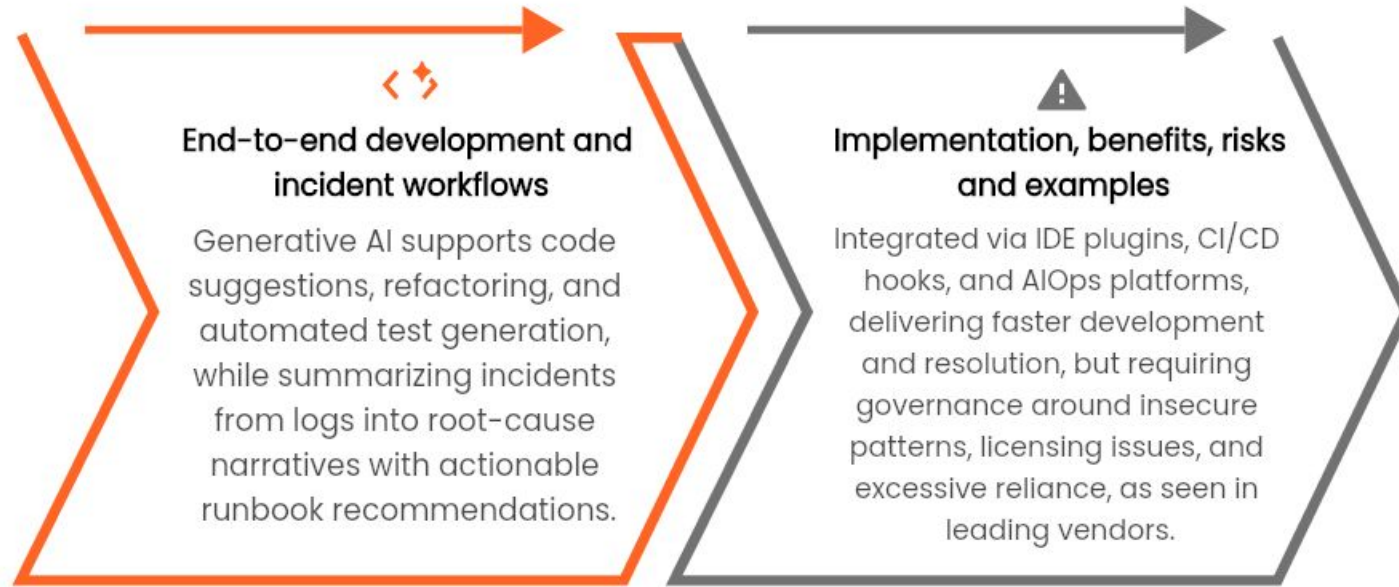 End-to-end development and
incident workflows
Generative AI supports code
suggestions, refactoring, and
automated test generation,
while summarizing incidents
from logs into root-cause
narratives with actionable
runbook recommendations.
Implementation, benefits, risks
and examples
Integrated via IDE plugins, CI/CD
hooks, and AIOps platforms,
delivering faster development
and resolution, but requiring
governance around insecure
patterns, licensing issues, and
excessive reliance, as seen in
leading vendors.